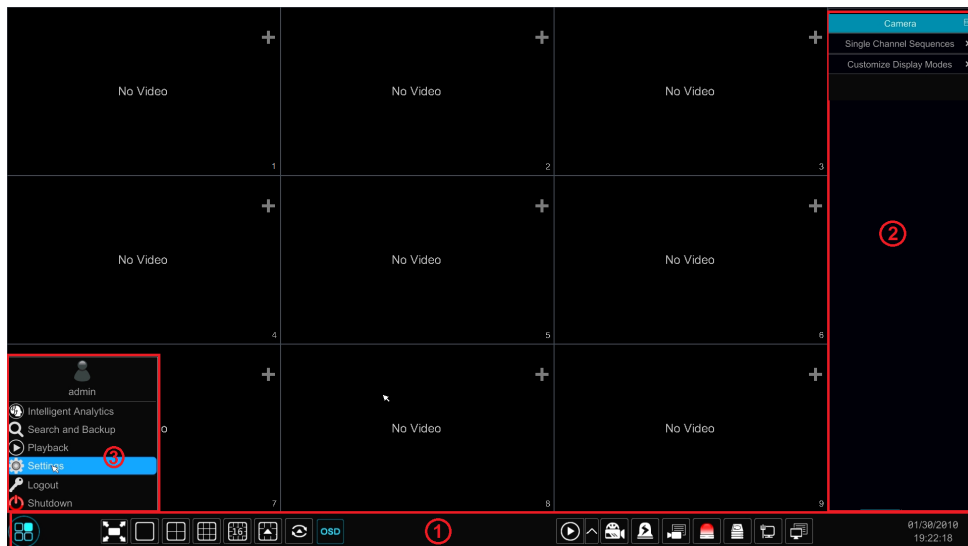 Camera
Single Channel Sequences
Customize Display Modes
No Video
1
No Video
2
No Video
3
No Video
4
No Video
5
No Video
6
o
7
No Video
8
No Video
9
2
admin
Intelligent Analytics
Search and Backup
Playback
3
Settings
Logout
Shutdown
16
OSD
1
01/30/2010
19:22:18